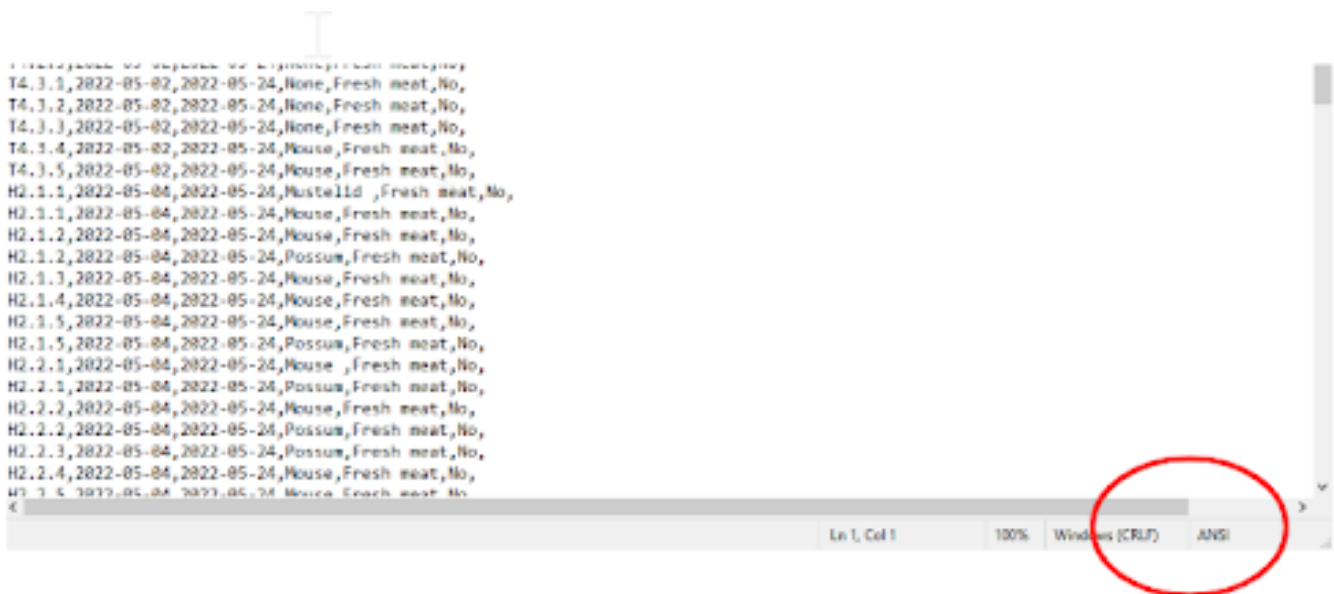 T4.3.1,2022-05-02,2022-05-24,None,Fresh meat,No,
T4.3.2,2022-05-02,2022-05-24,None,Fresh meat,No,
T4.3.3,2022-05-02,2022-05-24,None,Fresh meat,No,
T4.3.4,2022-05-02,2022-05-24,Mouse,Fresh meat,No,
T4.3.5,2022-05-02,2022-05-24,Mouse,Fresh meat,No,
H2.1.1,2022-05-04,2022-05-24,Mustelid ,Fresh meat,No,
H2.1.1,2022-05-04,2022-05-24,Mouse,Fresh meat,No,
H2.1.2,2022-05-04,2022-05-24,Mouse,Fresh meat,No,
H2.1.2,2022-05-04,2022-05-24,Possum,Fresh meat,No,
H2.1.3,2022-05-04,2022-05-24,Mouse,Fresh meat,No,
H2.1.4,2022-05-04,2022-05-24,Mouse,Fresh meat,No,
H2.1.5,2022-05-04,2022-05-24,Mouse,Fresh meat,No,
H2.1.5,2022-05-04,2022-05-24,Possum,Fresh meat,No,
H2.2.1,2022-05-04,2022-05-24,Mouse ,Fresh meat,No,
H2.2.1,2022-05-04,2022-05-24,Possum,Fresh meat,No,
H2.2.2,2022-05-04,2022-05-24,Mouse,Fresh meat,No,
H2.2.2,2022-05-04,2022-05-24,Possum,Fresh meat,No,
H2.2.3,2022-05-04,2022-05-24,Possum,Fresh meat,No,
H2.2.4,2022-05-04,2022-05-24,Mouse,Fresh meat,No,
H2.2.5,2022-05-04,2022-05-24,Mouse,Fresh meat,No,
Ln 1, Col 1 100% Windows (CRLF) ANSI